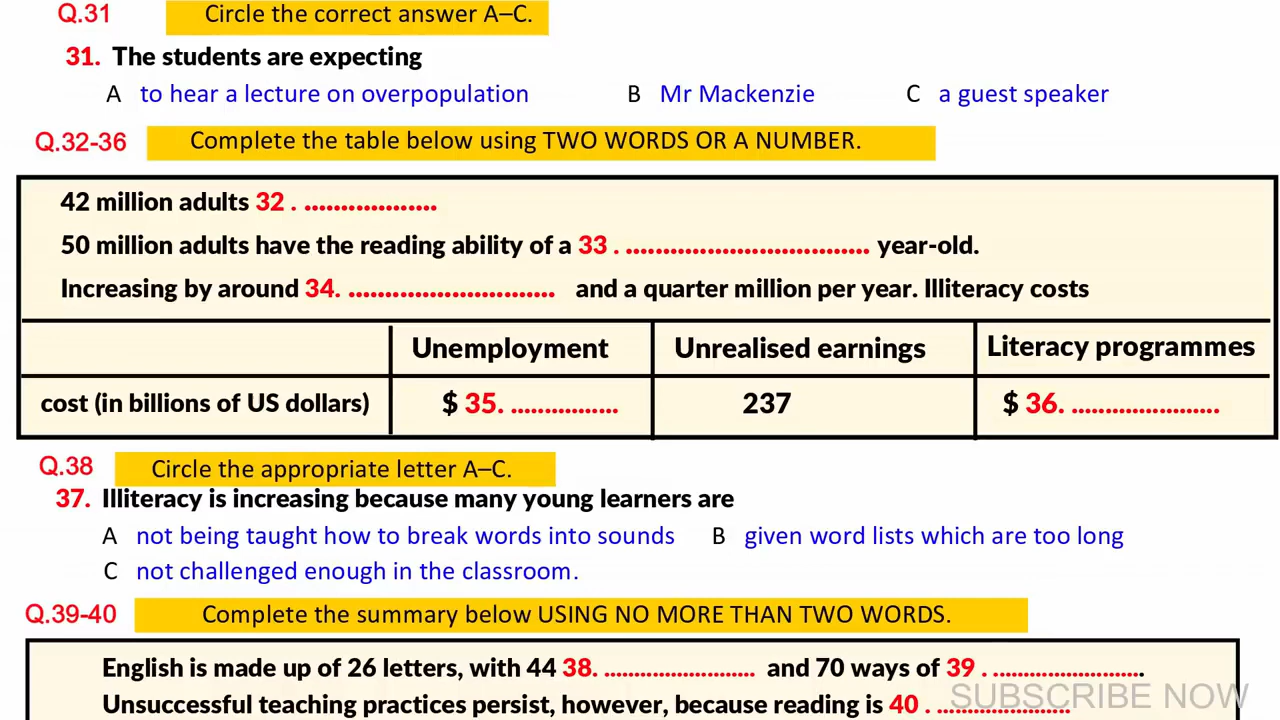 Q.31 Circle the correct answer A–C.
31. The students are expecting
A to hear a lecture on overpopulation B Mr Mackenzie C a guest speaker
Q.32-36 Complete the table below using TWO WORDS OR A NUMBER.
42 million adults 32 . ..................
50 million adults have the reading ability of a 33 . ................................. year-old.
Increasing by around 34. ............................ and a quarter million per year. Illiteracy costs
Unemployment Unrealised earnings Literacy programmes
cost (in billions of US dollars) $ 35. ................ 237 $ 36. ......................
Q.38 Circle the appropriate letter A–C.
37. Illiteracy is increasing because many young learners are
A not being taught how to break words into sounds B given word lists which are too long
C not challenged enough in the classroom.
Q.39-40 Complete the summary below USING NO MORE THAN TWO WORDS.
English is made up of 26 letters, with 44 38. ....................... and 70 ways of 39 . .......................
Unsuccessful teaching practices persist, however, because reading is 40 . ....................
SUBSCRIBE NOW